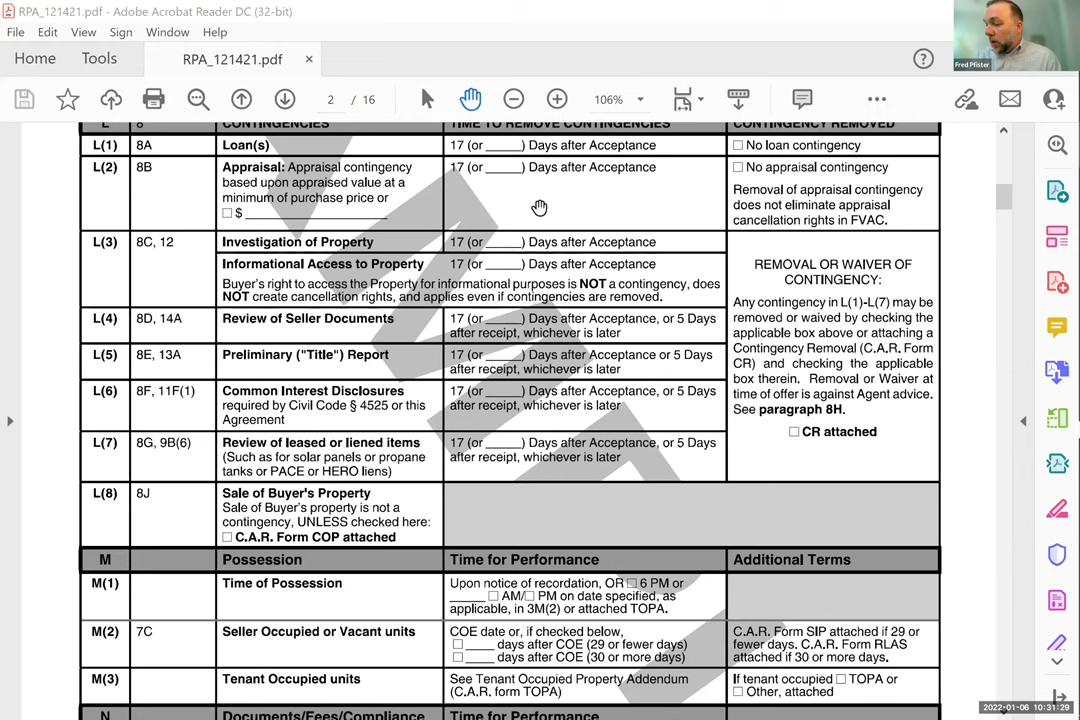 RPA_121421.pdf - Adobe Acrobat Reader DC (32-bit)
File Edit View Sign Window Help
Home Tools RPA_121421.pdf ×
2 / 16 106%
Fred Pfister
L 8 CONTINGENCIES TIME TO REMOVE CONTINGENCIES CONTINGENCY REMOVED
L(1) 8A Loan(s) 17 (or _____) Days after Acceptance ☐ No loan contingency
L(2) 8B Appraisal: Appraisal contingency
based upon appraised value at a
minimum of purchase price or
☐ $ ____________________
17 (or _____) Days after Acceptance
☐ No appraisal contingency
Removal of appraisal contingency
does not eliminate appraisal
cancellation rights in FVAC.
L(3) 8C, 12 Investigation of Property 17 (or _____) Days after Acceptance
Informational Access to Property 17 (or _____) Days after Acceptance
Buyer's right to access the Property for informational purposes is NOT a contingency, does
NOT create cancellation rights, and applies even if contingencies are removed.
REMOVAL OR WAIVER OF
CONTINGENCY:
Any contingency in L(1)-L(7) may be
removed or waived by checking the
applicable box above or attaching a
Contingency Removal (C.A.R. Form
CR) and checking the applicable
box therein. Removal or Waiver at
time of offer is against Agent advice.
See paragraph 8H.
☐ CR attached
L(4) 8D, 14A Review of Seller Documents 17 (or _____) Days after Acceptance, or 5 Days
after receipt, whichever is later
L(5) 8E, 13A Preliminary ("Title") Report 17 (or _____) Days after Acceptance or 5 Days
after receipt, whichever is later
L(6) 8F, 11F(1) Common Interest Disclosures
required by Civil Code § 4525 or this
Agreement
17 (or _____) Days after Acceptance, or 5 Days
after receipt, whichever is later
L(7) 8G, 9B(6) Review of leased or liened items
(Such as for solar panels or propane
tanks or PACE or HERO liens)
17 (or _____) Days after Acceptance, or 5 Days
after receipt, whichever is later
L(8) 8J Sale of Buyer's Property
Sale of Buyer's property is not a
contingency, UNLESS checked here:
☐ C.A.R. Form COP attached
M Possession Time for Performance Additional Terms
M(1) Time of Possession Upon notice of recordation, OR ☐ 6 PM or
_____ ☐ AM/☐ PM on date specified, as
applicable, in 3M(2) or attached TOPA.
M(2) 7C Seller Occupied or Vacant units COE date or, if checked below,
☐ ____ days after COE (29 or fewer days)
☐ ____ days after COE (30 or more days)
C.A.R. Form SIP attached if 29 or
fewer days. C.A.R. Form RLAS
attached if 30 or more days.
M(3) Tenant Occupied units See Tenant Occupied Property Addendum
(C.A.R. form TOPA)
If tenant occupied ☐ TOPA or
☐ Other, attached
N Documents/Fees/Compliance Time for Performance
2022-01-06 10:31:29